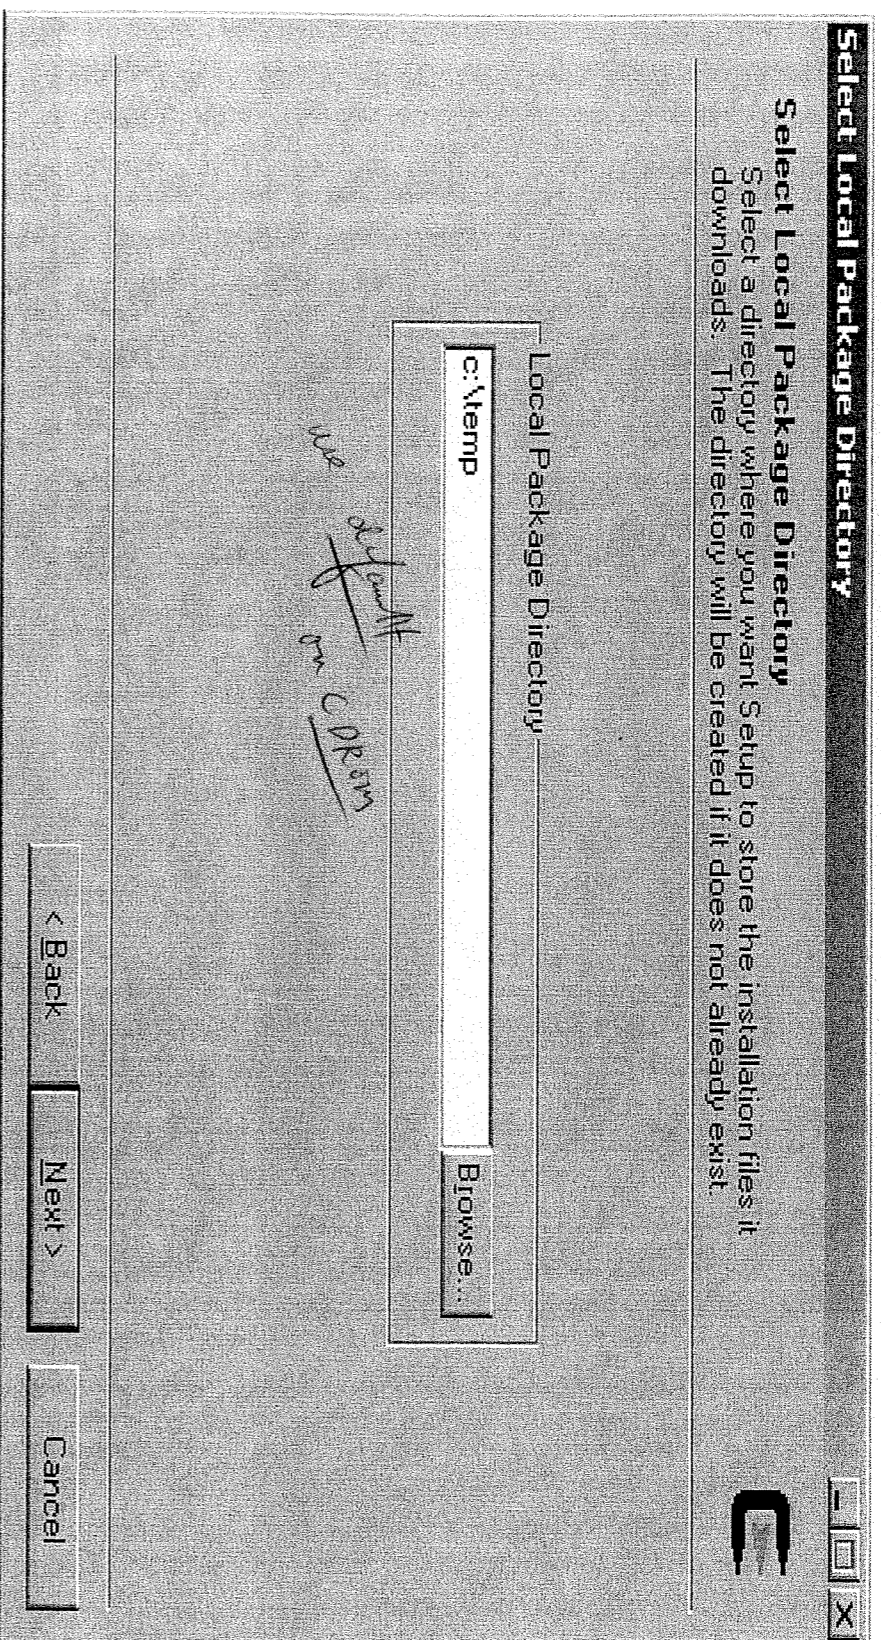 Select Local Package Directory
Select Local Package Directory
Select a directory where you want Setup to store the installation files it
downloads. The directory will be created if it does not already exist.
Local Package Directory
c:\temp
Browse...
use default on CDROM
< Back
Next >
Cancel